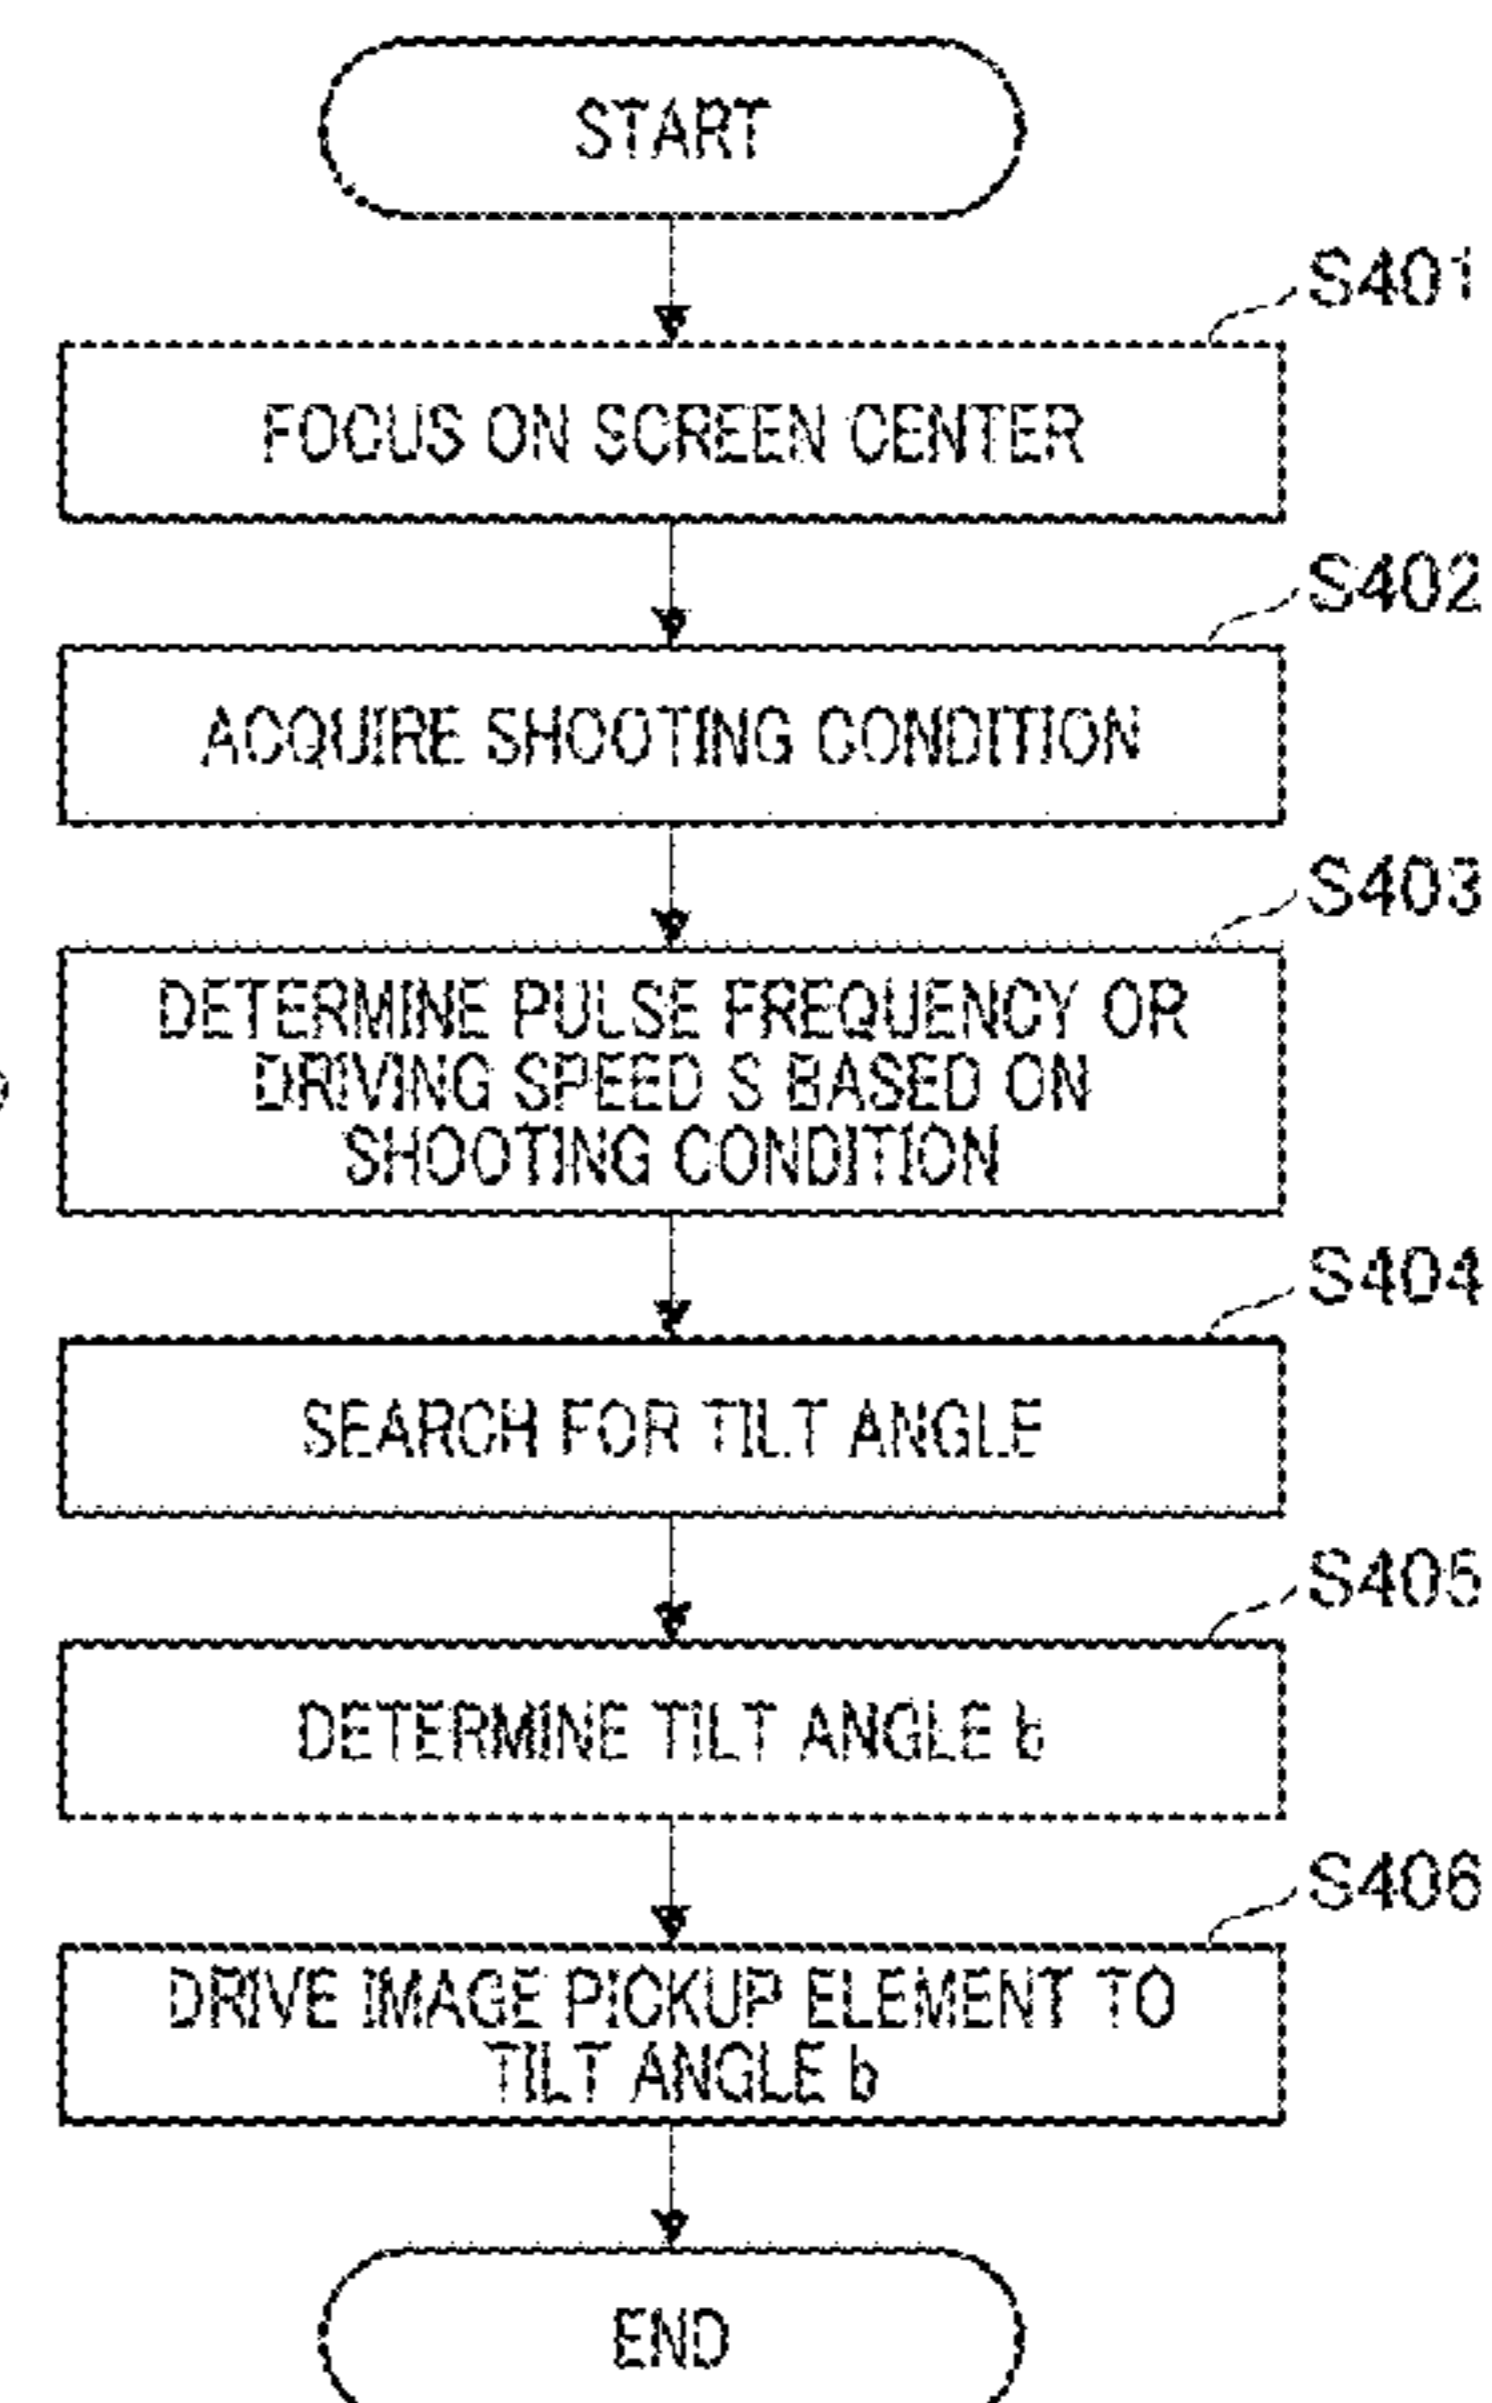 START
S401
FOCUS ON SCREEN CENTER
S402
ACQUIRE SHOOTING CONDITION
S403
DETERMINE PULSE FREQUENCY OR
DRIVING SPEED S BASED ON
SHOOTING CONDITION
S404
SEARCH FOR TILT ANGLE
S405
DETERMINE TILT ANGLE b
S406
DRIVE IMAGE PICKUP ELEMENT TO
TILT ANGLE b
END